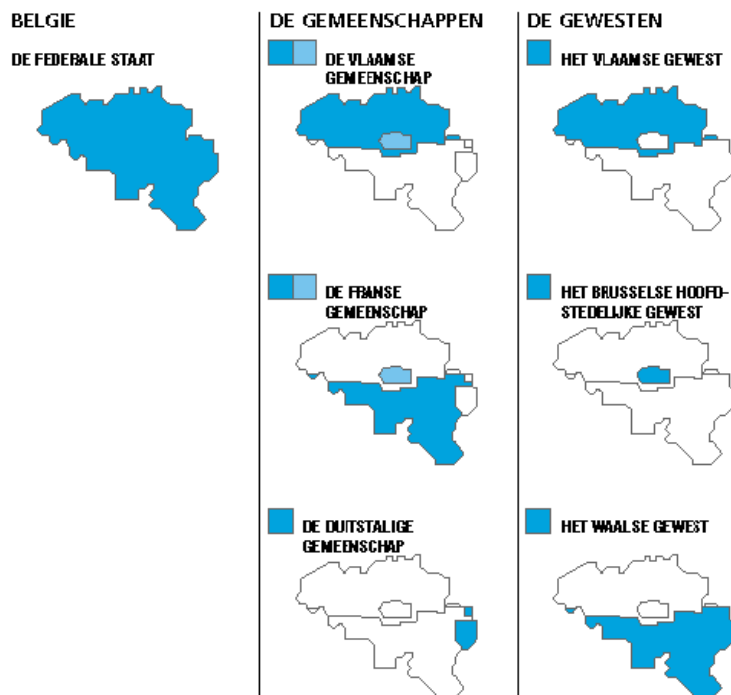 BELGIE
DE FEDERALE STAAT
DE GEMEENSCHAPPEN
DE VLAAMSE
GEMEENSCHAP
DE FRANSE
GEMEENSCHAP
DE DUITSTALIGE
GEMEENSCHAP
DE GEWESTEN
HET VLAAMSE GEWEST
HET BRUSSELSE HOOFD-
STEDELIJKE GEWEST
HET WAALSE GEWEST